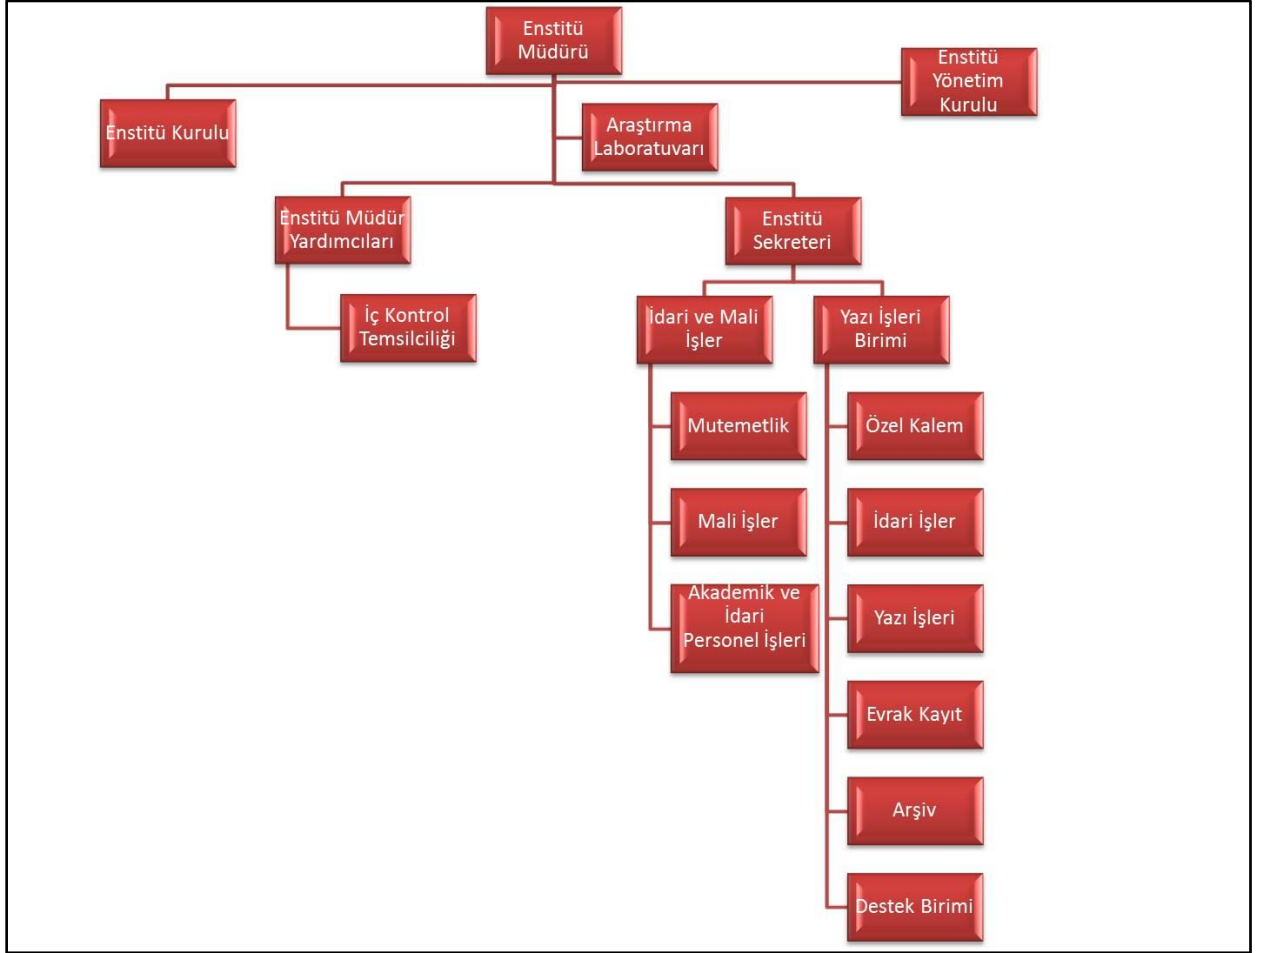 Enstitü
Müdürü
Enstitü
Yönetim
Kurulu
Enstitü Kurulu
Araştırma
Laboratuvarı
Enstitü Müdür
Yardımcıları
Enstitü
Sekreteri
İç Kontrol
Temsilciliği
İdari ve Mali
İşler
Yazı İşleri
Birimi
Mutemetlik
Özel Kalem
Mali İşler
İdari İşler
Akademik ve
İdari
Personel İşleri
Yazı İşleri
Evrak Kayıt
Arşiv
Destek Birimi